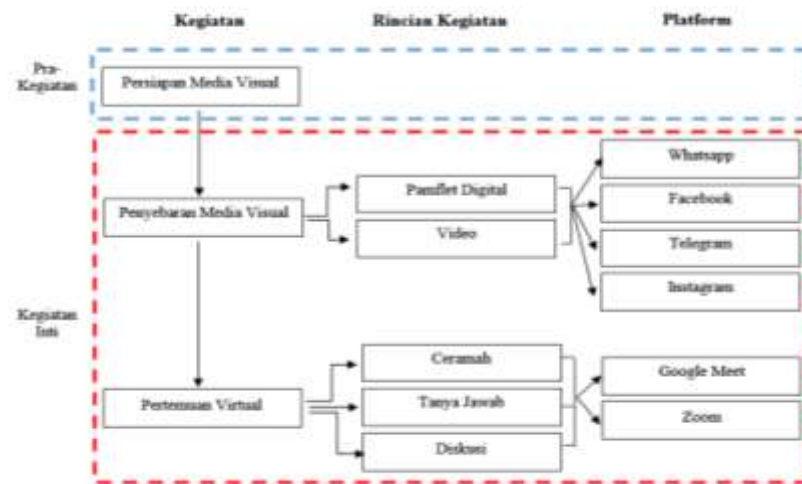 Kegiatan
Rincian Kegiatan
Platform
Pra-
Kegiatan
Persiapan Media Visual
Kegiatan
Inti
Penyebaran Media Visual
Pamflet Digital
Video
Whatsapp
Facebook
Telegram
Instagram
Pertemuan Virtual
Ceramah
Tanya Jawab
Diskusi
Google Meet
Zoom